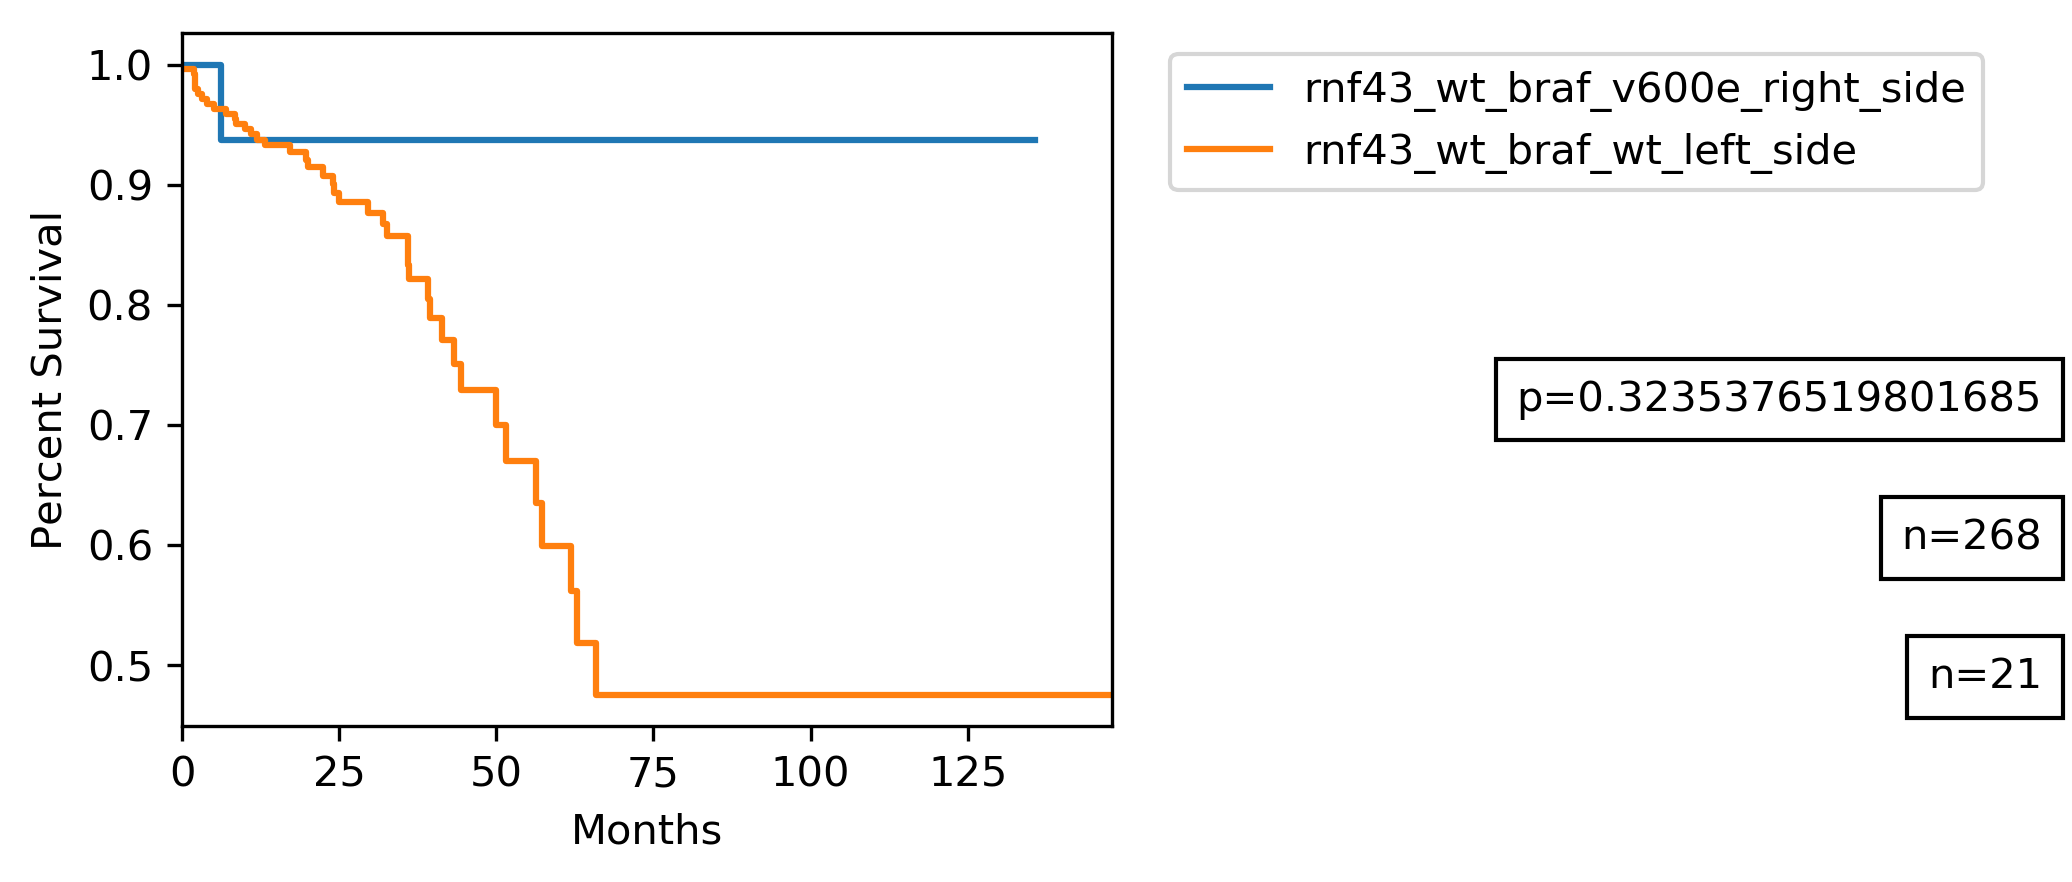 1.0
0.9
0.8
0.7
0.6
0.5
Percent Survival
0
25
50
75
100
125
Months
rnf43_wt_braf_v600e_right_side
rnf43_wt_braf_wt_left_side
p=0.3235376519801685
n=268
n=21